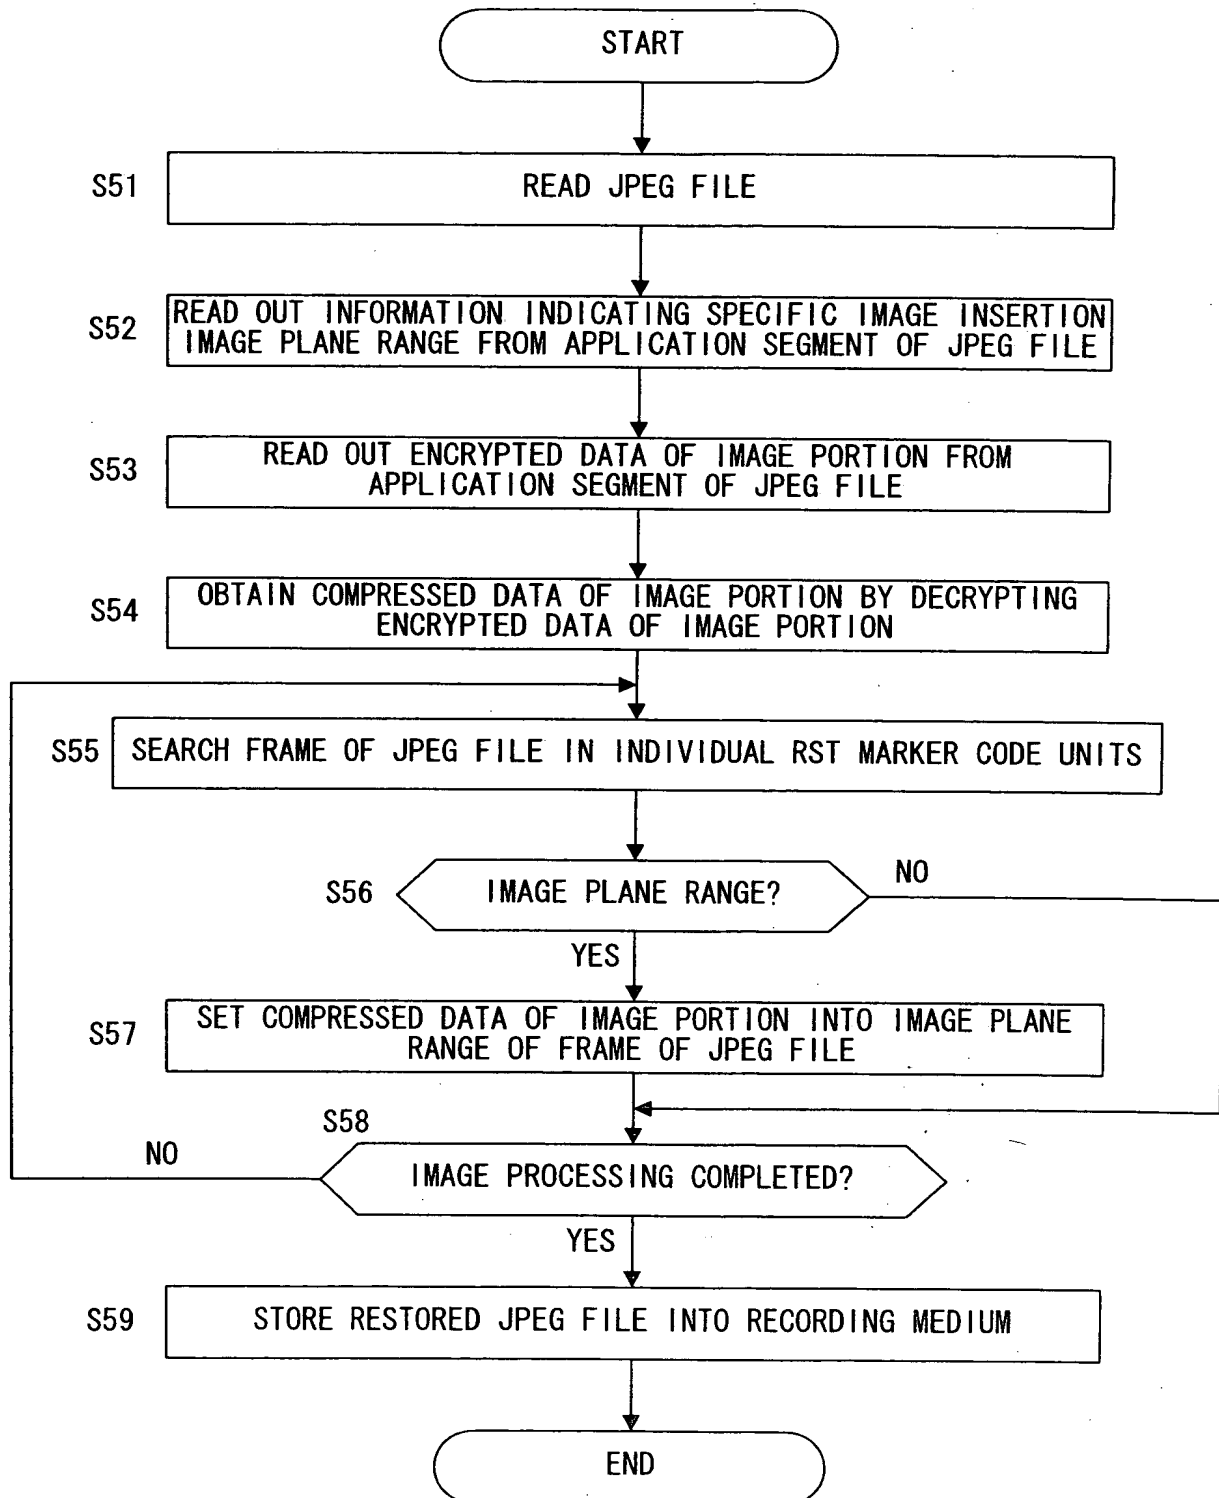 START
S51
READ JPEG FILE
S52
READ OUT INFORMATION INDICATING SPECIFIC IMAGE INSERTION
IMAGE PLANE RANGE FROM APPLICATION SEGMENT OF JPEG FILE
S53
READ OUT ENCRYPTED DATA OF IMAGE PORTION FROM
APPLICATION SEGMENT OF JPEG FILE
S54
OBTAIN COMPRESSED DATA OF IMAGE PORTION BY DECRYPTING
ENCRYPTED DATA OF IMAGE PORTION
S55
SEARCH FRAME OF JPEG FILE IN INDIVIDUAL RST MARKER CODE UNITS
S56
IMAGE PLANE RANGE?
NO
YES
S57
SET COMPRESSED DATA OF IMAGE PORTION INTO IMAGE PLANE
RANGE OF FRAME OF JPEG FILE
S58
NO
IMAGE PROCESSING COMPLETED?
YES
S59
STORE RESTORED JPEG FILE INTO RECORDING MEDIUM
END